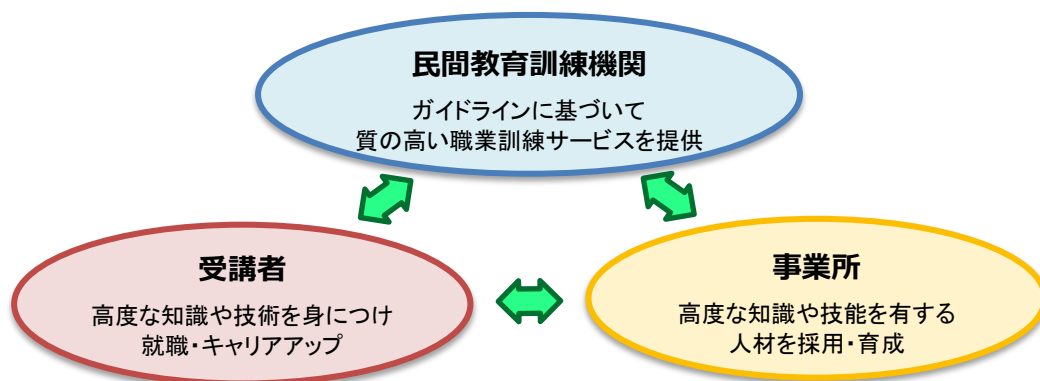 民間教育訓練機関
ガイドラインに基づいて
質の高い職業訓練サービスを提供
受講者
高度な知識や技術を身につけ
就職・キャリアアップ
事業所
高度な知識や技能を有する
人材を採用・育成